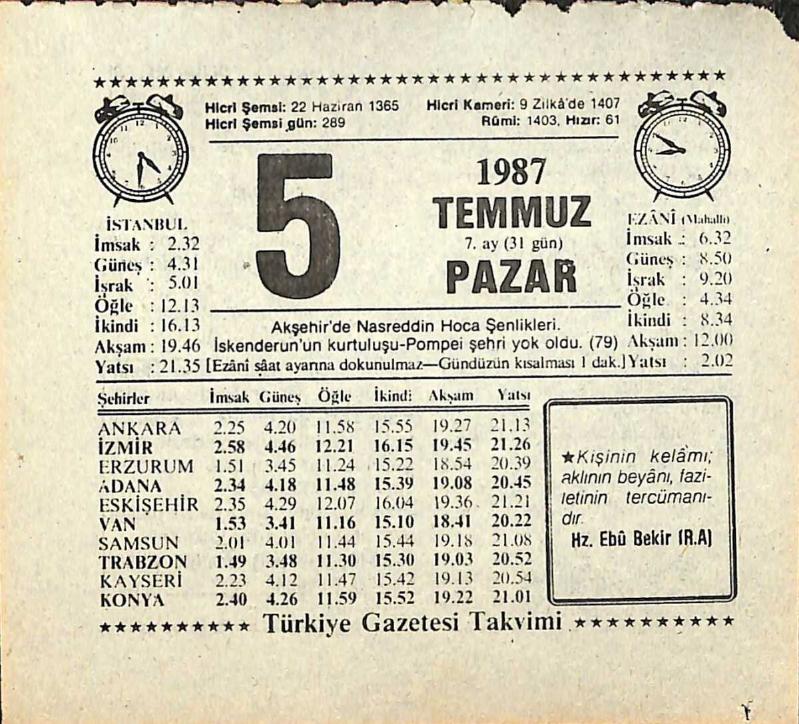 Hicrî Şemsî: 22 Haziran 1365 Hicrî Kamerî: 9 Zilkâ'de 1407
Hicrî Şemsî gün: 289 Rûmi: 1403, Hızır: 61
5
1987
TEMMUZ
7. ay (31 gün)
PAZAR
İSTANBUL
İmsak : 2.32
Güneş : 4.31
İşrak : 5.01
Öğle : 12.13
İkindi : 16.13
Akşam : 19.46
Yatsı : 21.35
EZÂNÎ (Mahallî)
İmsak : 6.32
Güneş : 8.50
İşrak : 9.20
Öğle : 4.34
İkindi : 8.34
Akşam : 12.00
Yatsı : 2.02
Akşehir'de Nasreddin Hoca Şenlikleri.
İskenderun'un kurtuluşu-Pompei şehri yok oldu. (79)
[Ezânî sâat ayarına dokunulmaz—Gündüzün kısalması 1 dak.]
Şehirler İmsak Güneş Öğle İkindi Akşam Yatsı
ANKARA 2.25 4.20 11.58 15.55 19.27 21.13
İZMİR 2.58 4.46 12.21 16.15 19.45 21.26
ERZURUM 1.51 3.45 11.24 15.22 18.54 20.39
ADANA 2.34 4.18 11.48 15.39 19.08 20.45
ESKİŞEHİR 2.35 4.29 12.07 16.04 19.36 21.21
VAN 1.53 3.41 11.16 15.10 18.41 20.22
SAMSUN 2.01 4.01 11.44 15.44 19.18 21.08
TRABZON 1.49 3.48 11.30 15.30 19.03 20.52
KAYSERİ 2.23 4.12 11.47 15.42 19.13 20.54
KONYA 2.40 4.26 11.59 15.52 19.22 21.01
★Kişinin kelâmı;
aklının beyânı, fazi-
letinin tercümanı-
dır.
Hz. Ebû Bekir (R.A)
Türkiye Gazetesi Takvimi